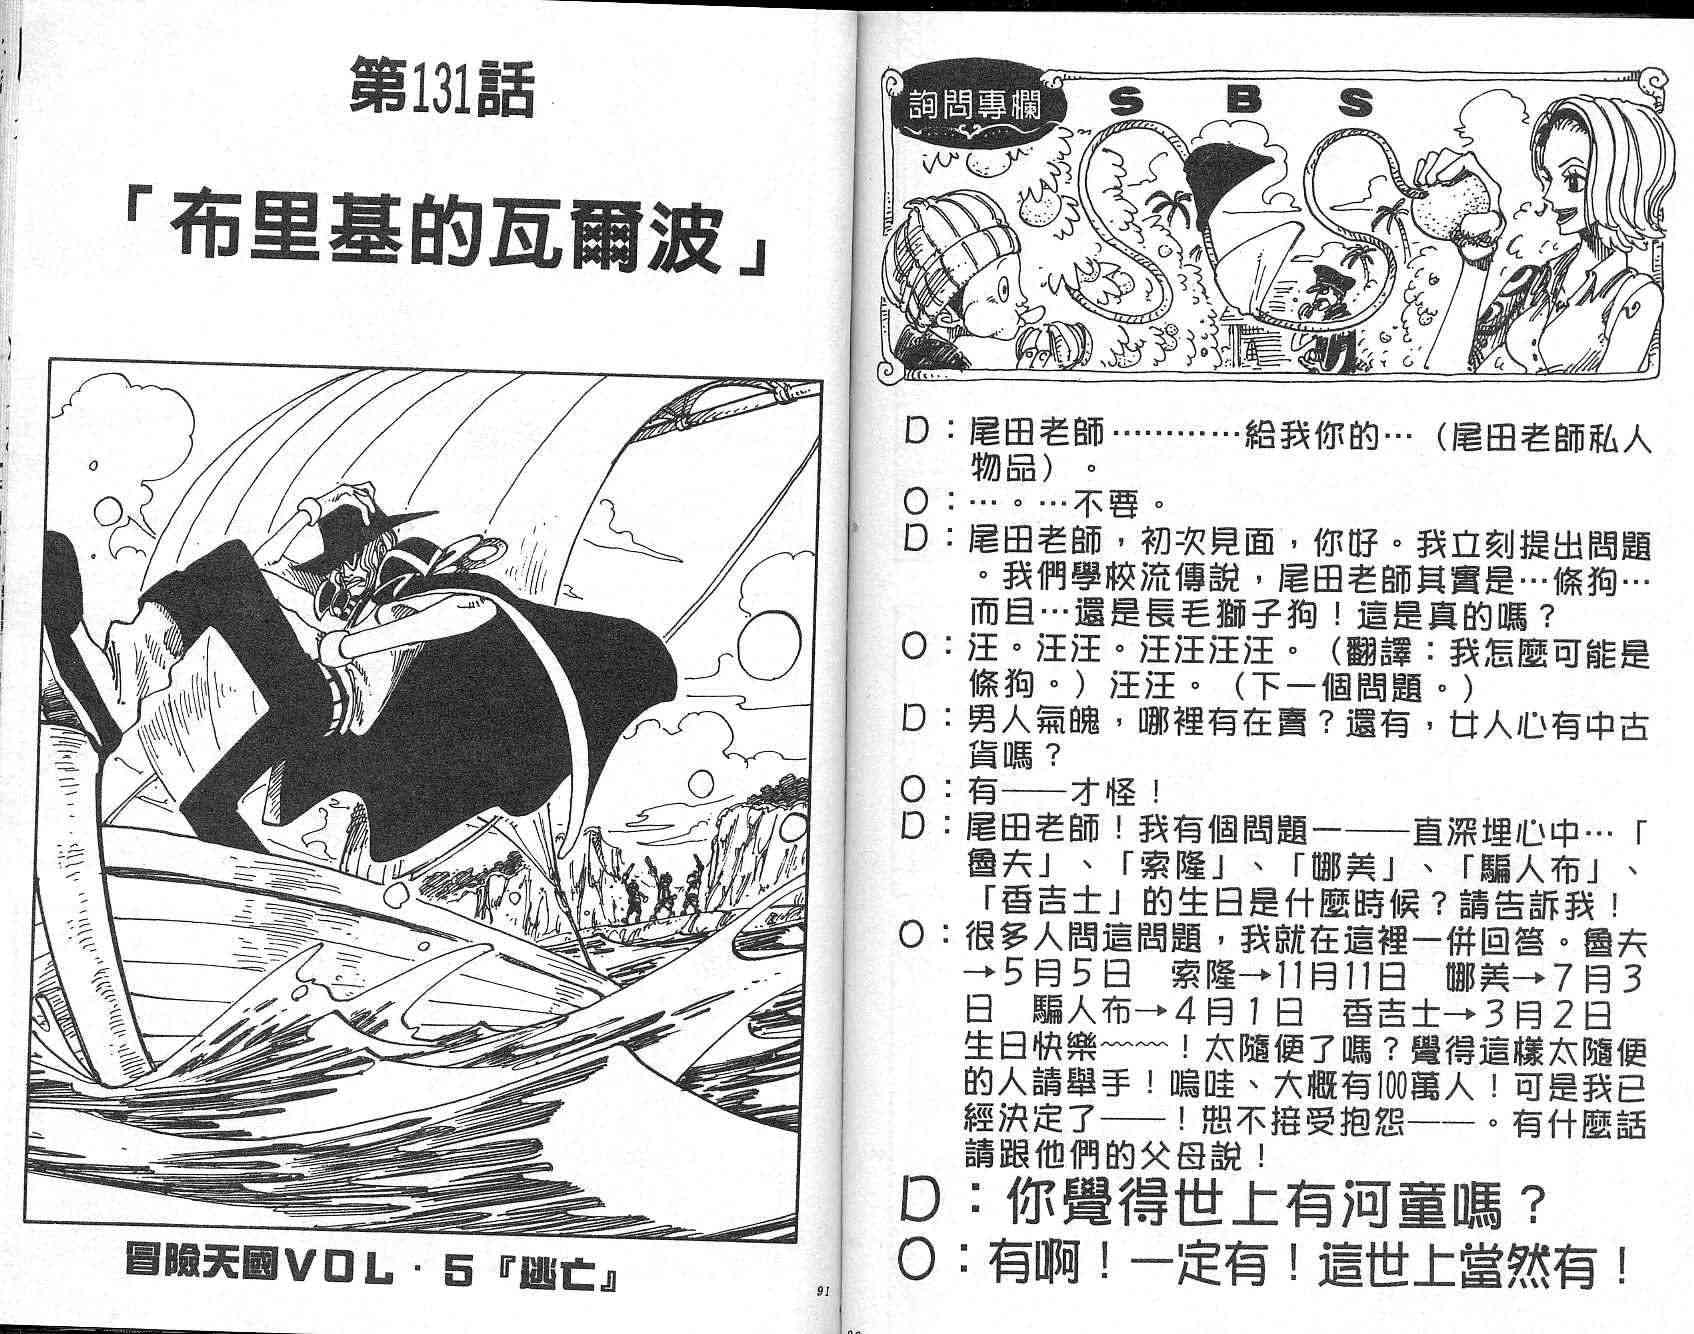 詢問專欄
S B S
D：尾田老師…………給我你的…（尾田老師私人
物品）。
O：…。…不要。
D：尾田老師，初次見面，你好。我立刻提出問題
。我們學校流傳說，尾田老師其實是…條狗…
而且…還是長毛獅子狗！這是真的嗎？
O：汪。汪汪。汪汪汪汪。（翻譯：我怎麼可能是
條狗。）汪汪。（下一個問題。）
D：男人氣魄，哪裡有在賣？還有，女人心有中古
貨嗎？
O：有——才怪！
D：尾田老師！我有個問題一——直深埋心中…「
魯夫」、「索隆」、「娜美」、「騙人布」、
「香吉士」的生日是什麼時候？請告訴我！
O：很多人問這問題，我就在這裡一併回答。魯夫
→5月5日　索隆→11月11日　娜美→7月3
日　騙人布→4月1日　香吉士→3月2日
生日快樂~~~~！太隨便了嗎？覺得這樣太隨便
的人請舉手！嗚哇、大概有100萬人！可是我已
經決定了——！恕不接受抱怨——。有什麼話
請跟他們的父母說！
D：你覺得世上有河童嗎？
O：有啊！一定有！這世上當然有！
第131話
「布里基的瓦爾波」
冒險天國VOL．5『逃亡』
91